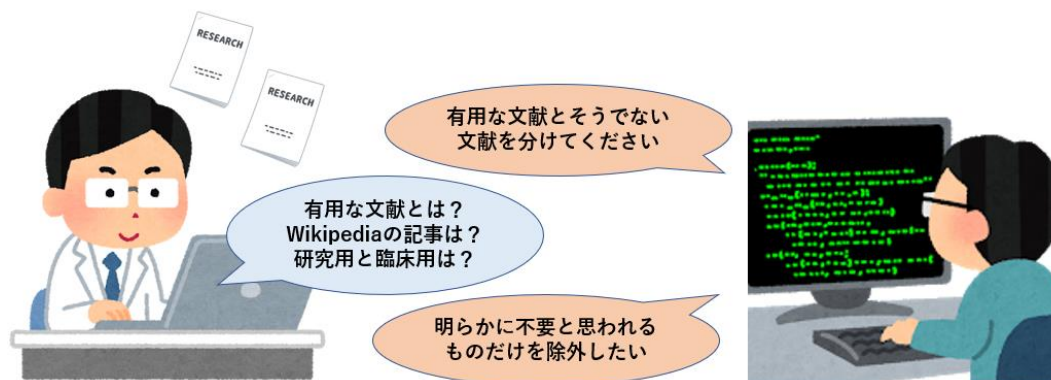 RESEARCH
RESEARCH
有用な文献とそうでない
文献を分けてください
有用な文献とは？
Wikipediaの記事は？
研究用と臨床用は？
明らかに不要と思われる
ものだけを除外したい